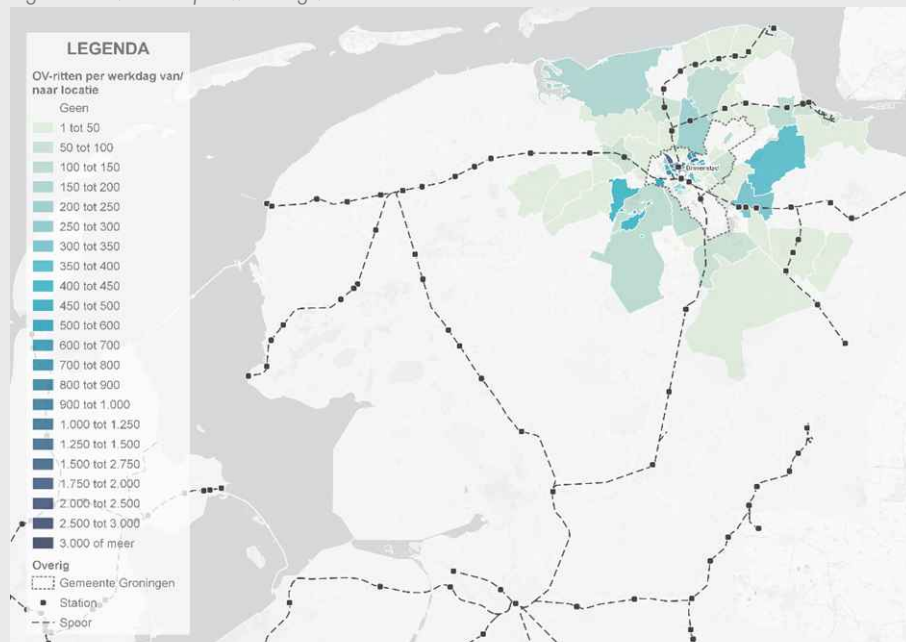 LEGENDA
OV-ritten per werkdag van/
naar locatie
Geen
1 tot 50
50 tot 100
100 tot 150
150 tot 200
200 tot 250
250 tot 300
300 tot 350
350 tot 400
400 tot 450
450 tot 500
500 tot 600
600 tot 700
700 tot 800
800 tot 900
900 tot 1.000
1.000 tot 1.250
1.250 tot 1.500
1.500 tot 2.750
1.750 tot 2.000
2.000 tot 2.500
2.500 tot 3.000
3.000 of meer
Overig
Gemeente Groningen
Station
Spoor